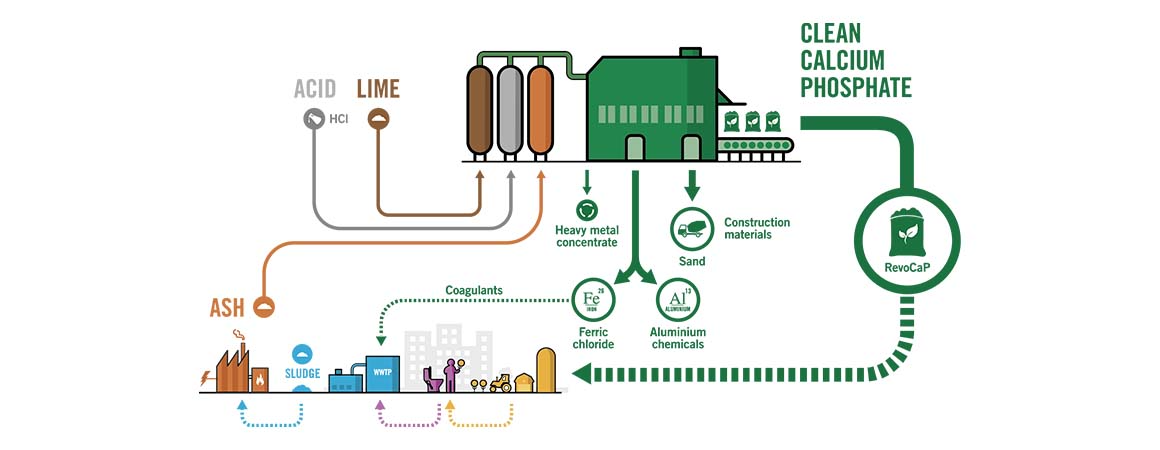 CLEAN
CALCIUM
PHOSPHATE
ACID
LIME
HCl
Heavy metal
concentrate
Construction
materials
Sand
RevoCaP
Coagulants
Fe
26
IRON
Al
13
ALUMINIUM
Ferric
chloride
Aluminium
chemicals
ASH
SLUDGE
WWTP